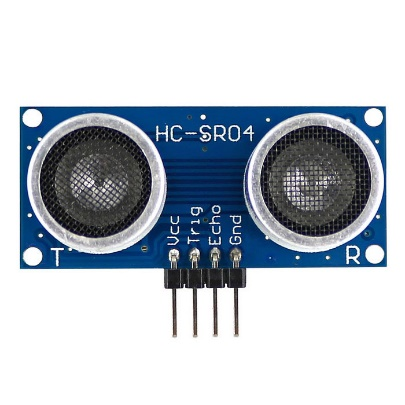 HC-SR04
Vcc
Trig
Echo
Gnd
T
R